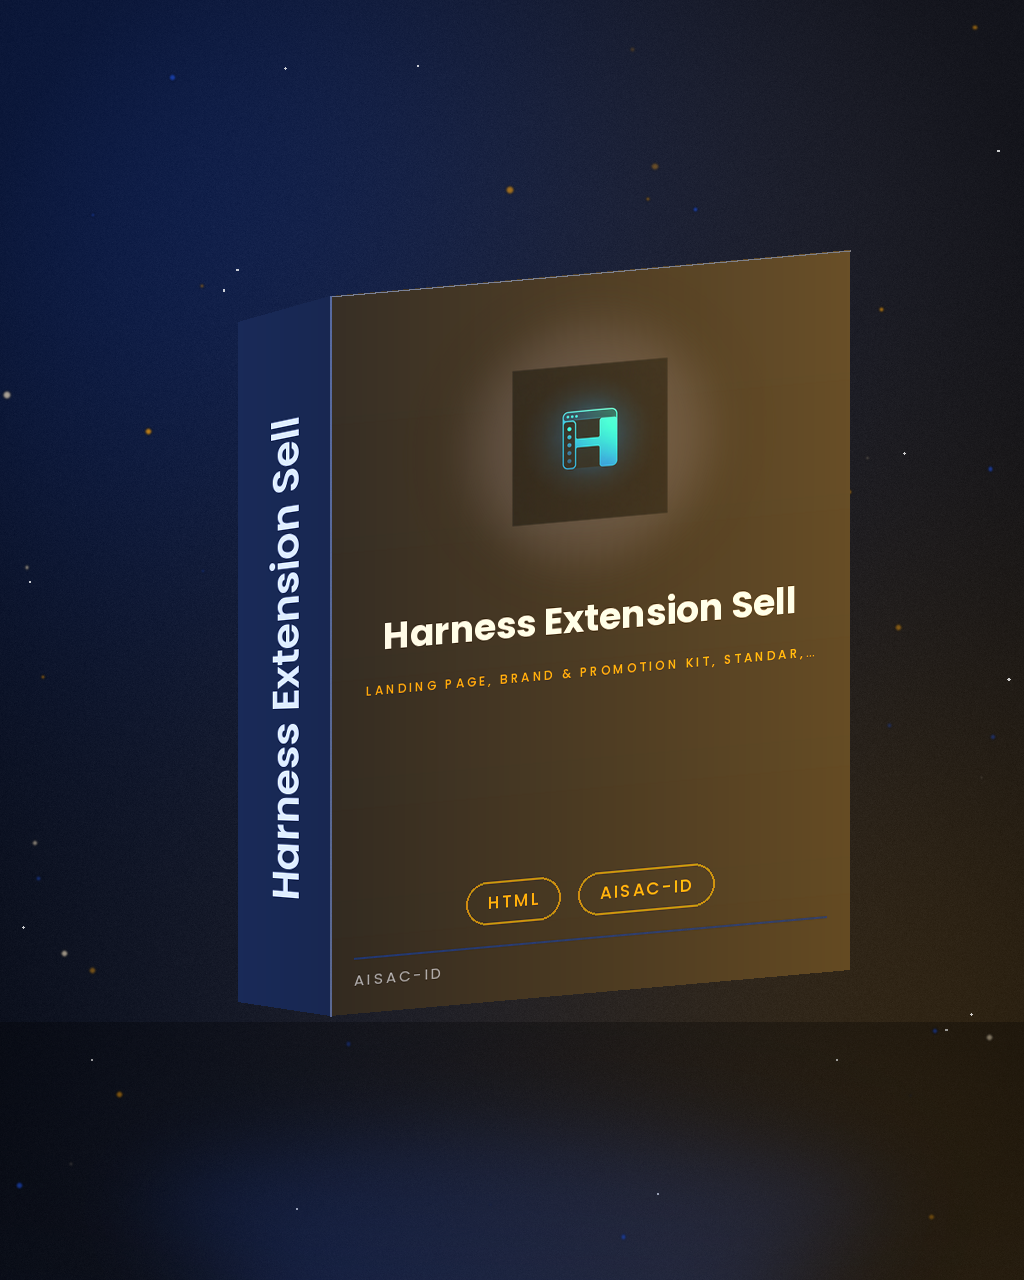 Harness Extension Sell
Harness Extension Sell
LANDING PAGE, BRAND & PROMOTION KIT, STANDAR,...
HTML
AISAC-ID
AISAC-ID